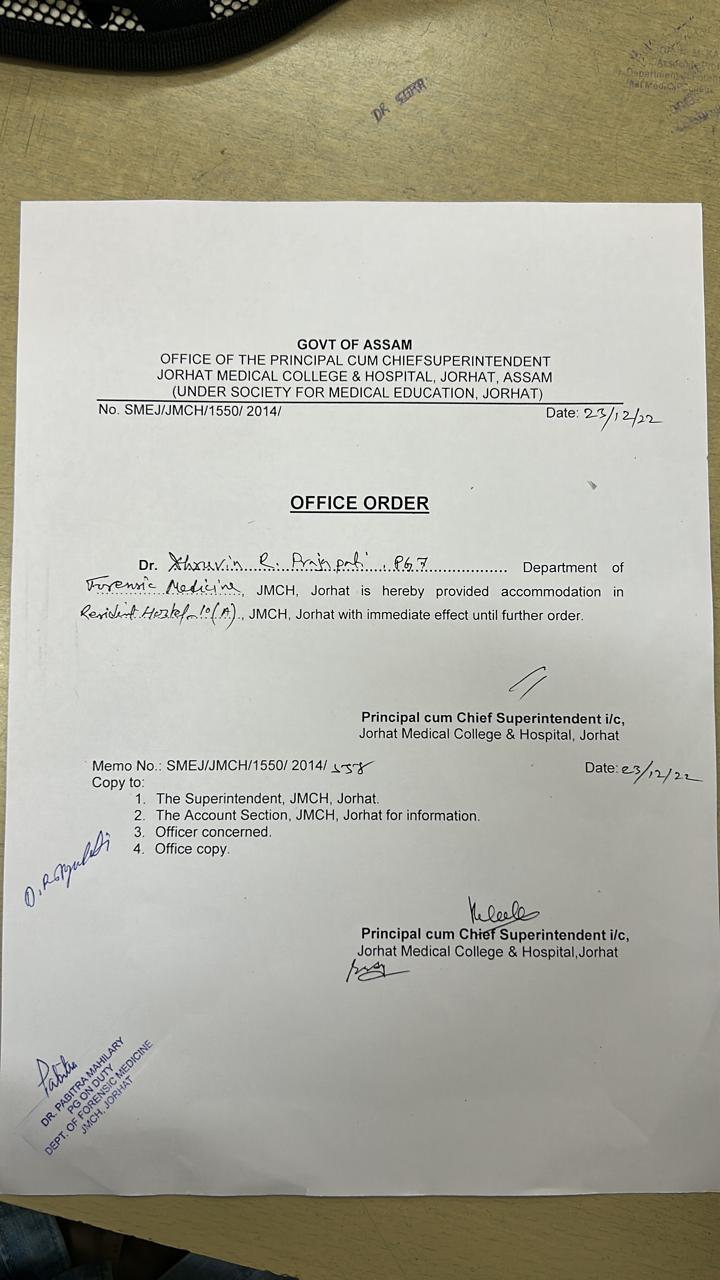 DR
Department
GOVT OF ASSAM
OFFICE OF THE PRINCIPAL CUM CHIEFSUPERINTENDENT
JORHAT MEDICAL COLLEGE & HOSPITAL, JORHAT, ASSAM
(UNDER SOCIETY FOR MEDICAL EDUCATION, JORHAT)
No. SMEJ/JMCH/1550/ 2014/ Date: 23/12/22
OFFICE ORDER
Dr. R. Prajapati, Department of
Forensic Medicine, JMCH, Jorhat is hereby provided accommodation in
Resident Hostel 10(A), JMCH, Jorhat with immediate effect until further order.
Principal cum Chief Superintendent i/c,
Jorhat Medical College & Hospital, Jorhat
Memo No.: SMEJ/JMCH/1550/ 2014/ 558 Date: 23/12/22
Copy to:
1. The Superintendent, JMCH, Jorhat.
2. The Account Section, JMCH, Jorhat for information.
3. Officer concerned.
4. Office copy.
Principal cum Chief Superintendent i/c,
Jorhat Medical College & Hospital,Jorhat
Pabitra
DR. PABITRA MAHILARY
PG ON DUTY
DEPT. OF FORENSIC MEDICINE
JMCH, JORHAT